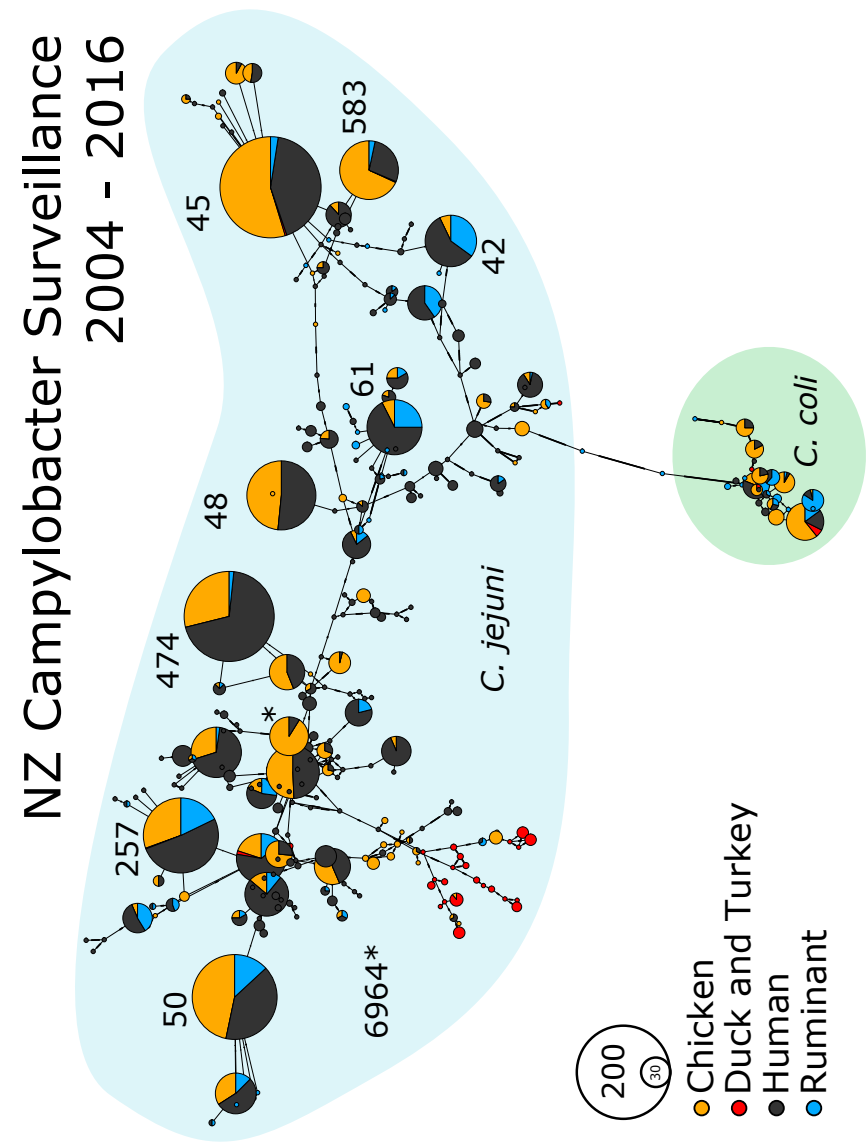 NZ Campylobacter Surveillance
2004 - 2016
45
583
42
61
48
474
*
257
50
6964*
C. jejuni
C. coli
200
30
Chicken
Duck and Turkey
Human
Ruminant